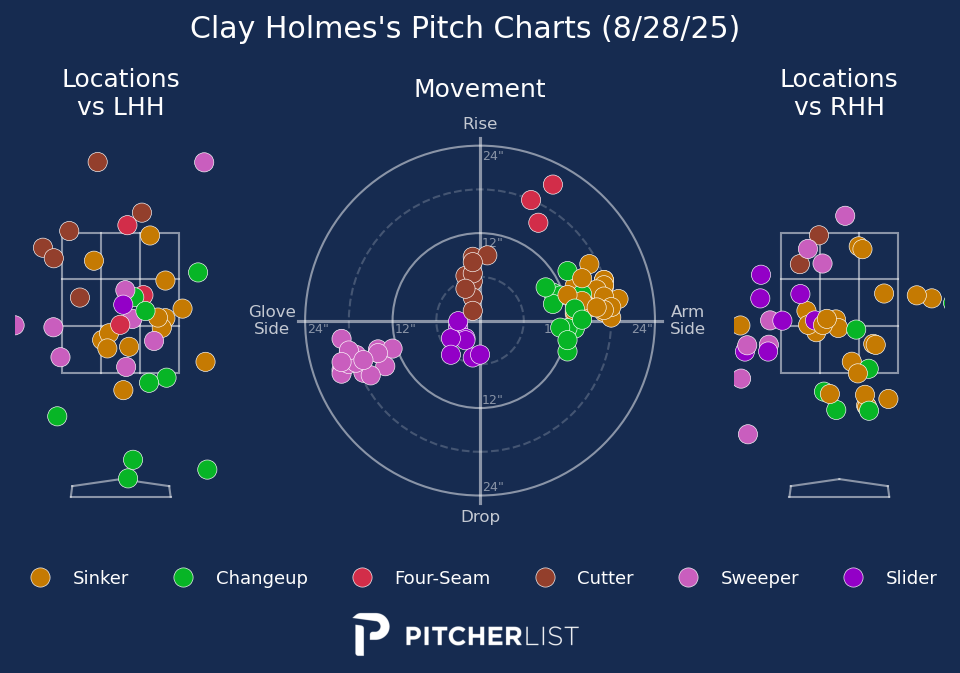 Clay Holmes's Pitch Charts (8/28/25)
Locations
vs LHH
Movement
Locations
vs RHH
Rise
24"
12"
Glove
Side
24"
12"
24"
Arm
Side
12"
24"
Drop
Sinker
Changeup
Four-Seam
Cutter
Sweeper
Slider
PITCHERLIST